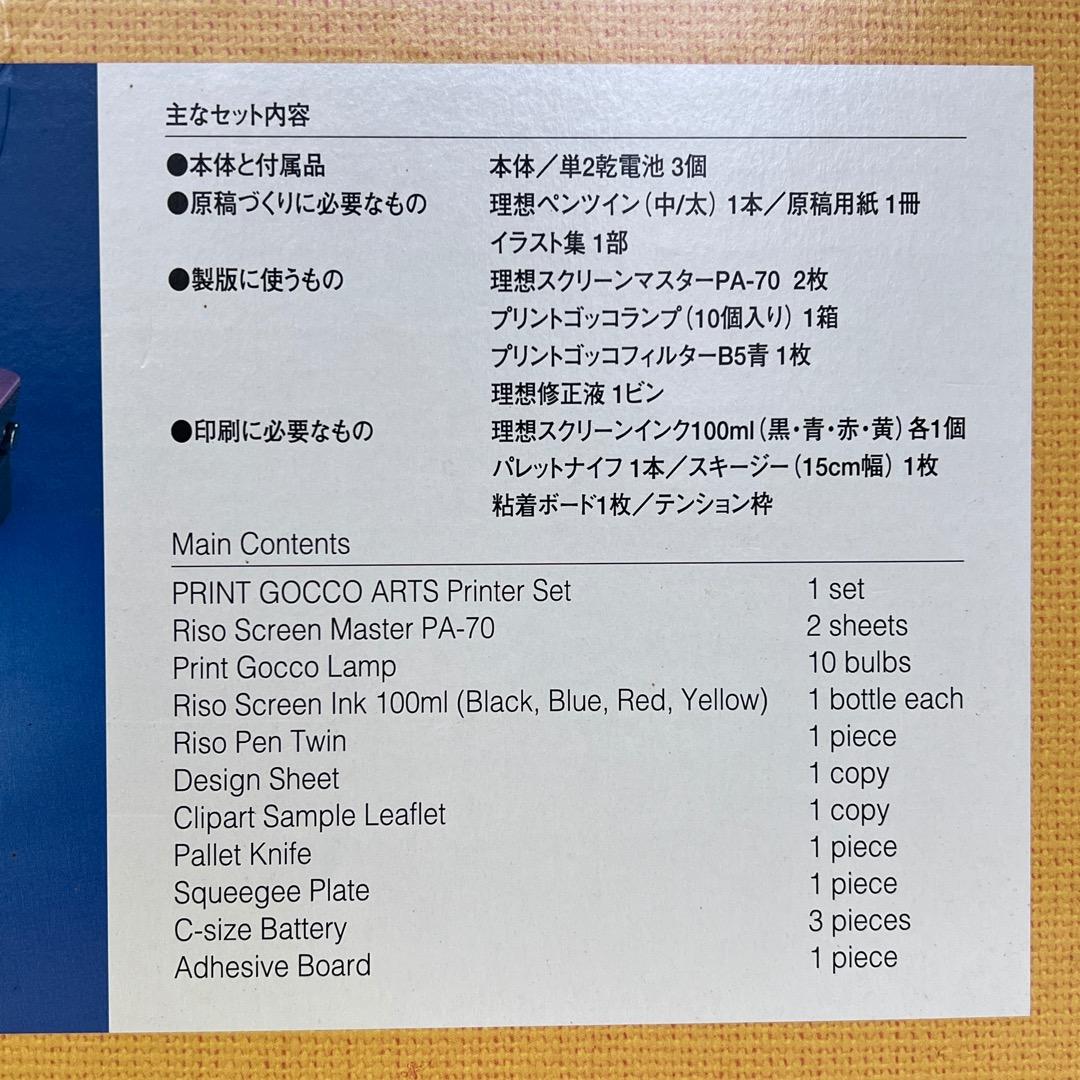 主なセット内容
●本体と付属品 本体／単2乾電池 3個
●原稿づくりに必要なもの 理想ペンツイン（中/太） 1本／原稿用紙 1冊
イラスト集 1部
●製版に使うもの 理想スクリーンマスターPA-70 2枚
プリントゴッコランプ（10個入り） 1箱
プリントゴッコフィルターB5青 1枚
理想修正液 1ビン
●印刷に必要なもの 理想スクリーンインク100ml（黒・青・赤・黄）各1個
パレットナイフ 1本／スキージー（15cm幅） 1枚
粘着ボード1枚／テンション枠
Main Contents
PRINT GOCCO ARTS Printer Set 1 set
Riso Screen Master PA-70 2 sheets
Print Gocco Lamp 10 bulbs
Riso Screen Ink 100ml (Black, Blue, Red, Yellow) 1 bottle each
Riso Pen Twin 1 piece
Design Sheet 1 copy
Clipart Sample Leaflet 1 copy
Pallet Knife 1 piece
Squeegee Plate 1 piece
C-size Battery 3 pieces
Adhesive Board 1 piece